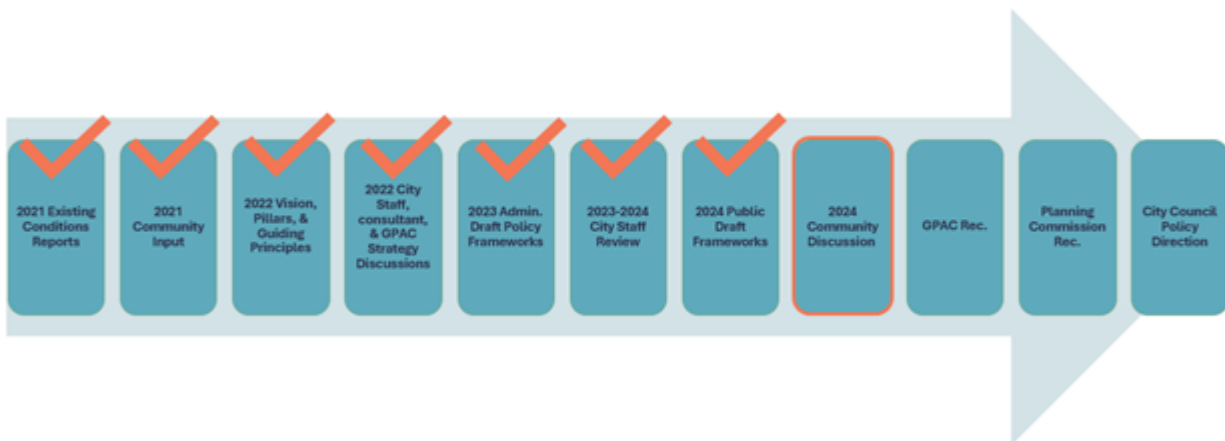 2021 Existing
Conditions
Reports
2021
Community
Input
2022 Vision,
Pillars, &
Guiding
Principles
2022 City
Staff,
consultant,
& GPAC
Strategy
Discussions
2023 Admin.
Draft Policy
Frameworks
2023-2024
City Staff
Review
2024 Public
Draft
Frameworks
2024
Community
Discussion
GPAC Rec.
Planning
Commission
Rec.
City Council
Policy
Direction